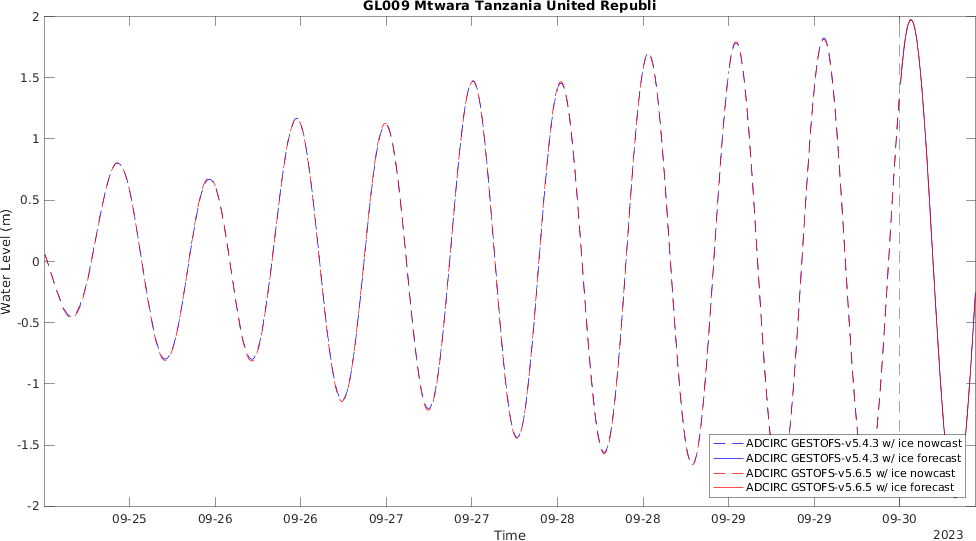 GL009 Mtwara Tanzania United Republi
Water Level (m)
2
1.5
1
0.5
0
-0.5
-1
-1.5
-2
ADCIRC GESTOFS-v5.4.3 w/ ice nowcast
ADCIRC GESTOFS-v5.4.3 w/ ice forecast
ADCIRC GSTOFS-v5.6.5 w/ ice nowcast
ADCIRC GSTOFS-v5.6.5 w/ ice forecast
09-25 09-26 09-26 09-27 09-27 09-28 09-28 09-29 09-29 09-30
Time
2023